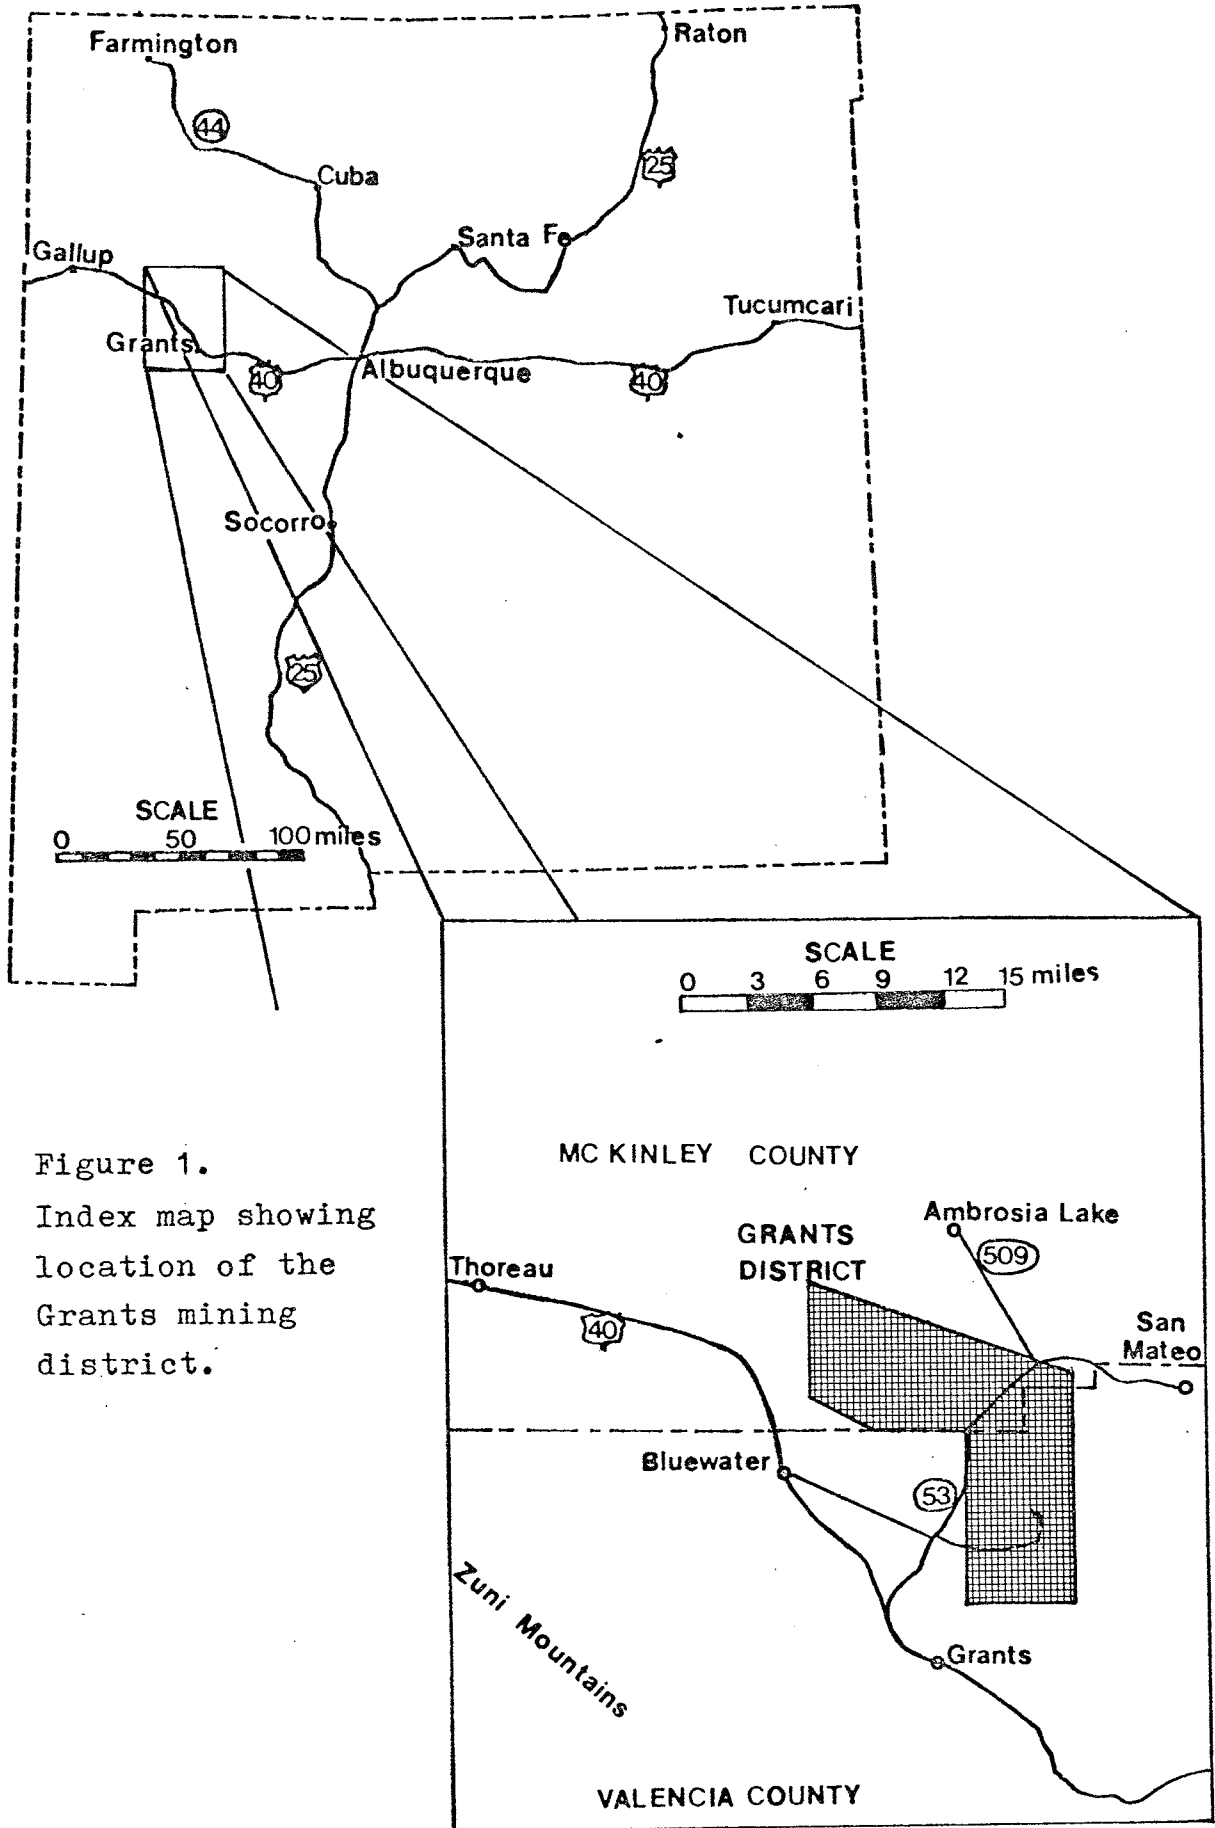 Farmington
Raton
44
25
Cuba
Santa Fe
Gallup
Tucumcari
Grants
40
Albuquerque
40
Socorro
25
SCALE
0 50 100 miles
SCALE
0 3 6 9 12 15 miles
MC KINLEY COUNTY
Figure 1.
Index map showing
location of the
Grants mining
district.
Ambrosia Lake
GRANTS
DISTRICT
509
Thoreau
40
San
Mateo
Bluewater
53
Zuni Mountains
Grants
VALENCIA COUNTY